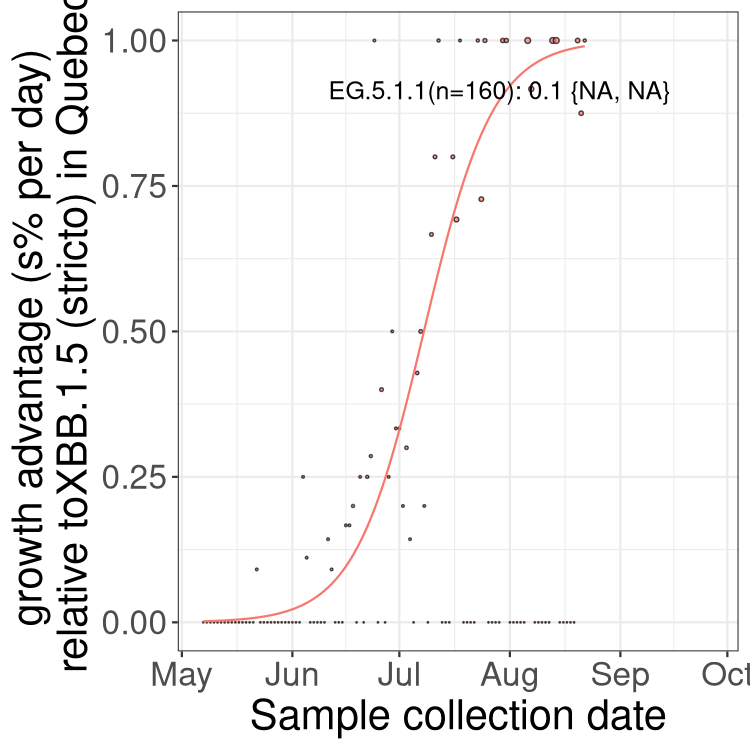 growth advantage (s% per day)
relative toXBB.1.5 (stricto) in Quebec
1.00
0.75
0.50
0.25
0.00
EG.5.1.1(n=160): 0.1 {NA, NA}
May Jun Jul Aug Sep Oct
Sample collection date